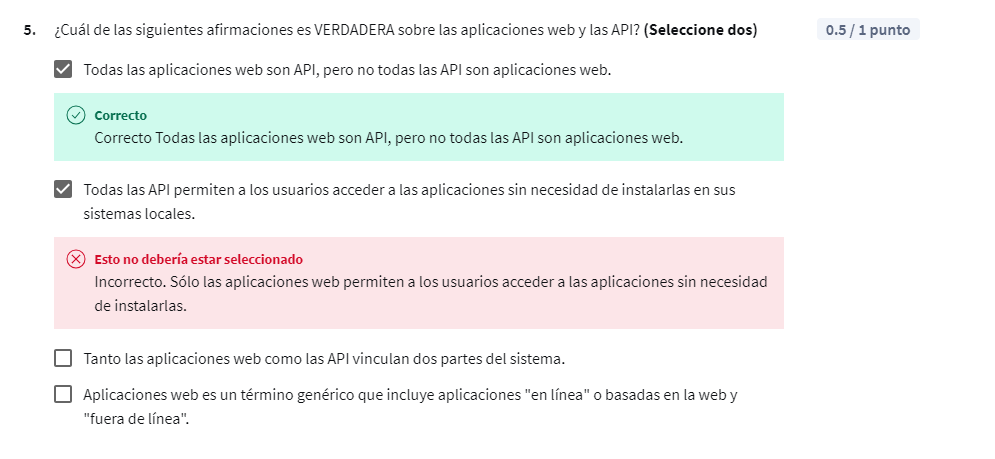 5. ¿Cuál de las siguientes afirmaciones es VERDADERA sobre las aplicaciones web y las API? (Seleccione dos) 0.5 / 1 punto
Todas las aplicaciones web son API, pero no todas las API son aplicaciones web.
Correcto
Correcto Todas las aplicaciones web son API, pero no todas las API son aplicaciones web.
Todas las API permiten a los usuarios acceder a las aplicaciones sin necesidad de instalarlas en sus
sistemas locales.
Esto no debería estar seleccionado
Incorrecto. Sólo las aplicaciones web permiten a los usuarios acceder a las aplicaciones sin necesidad
de instalarlas.
Tanto las aplicaciones web como las API vinculan dos partes del sistema.
Aplicaciones web es un término genérico que incluye aplicaciones "en línea" o basadas en la web y
"fuera de línea".